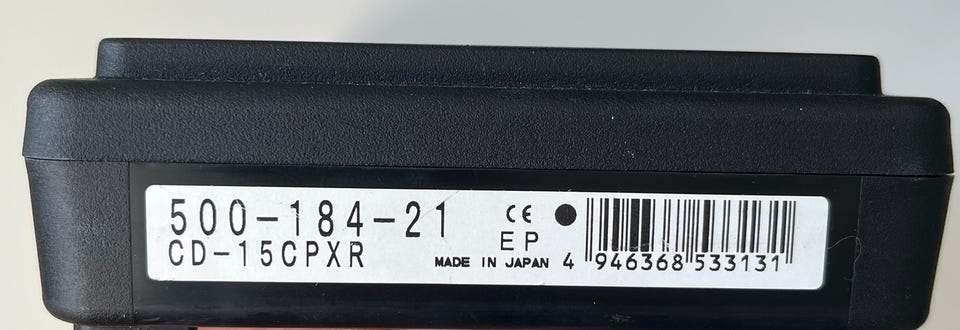 500-184-21
CD-15CPXR
CE
EP
MADE IN JAPAN
4 946368 533131